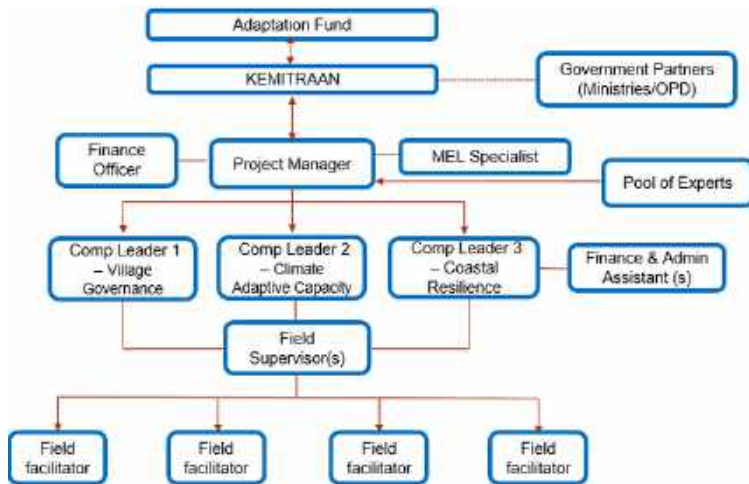 Adaptation Fund
KEMITRAAN
Government Partners
(Ministries/OPD)
Finance
Officer
Project Manager
MEL Specialist
Pool of Experts
Comp Leader 1
– Village
Governance
Comp Leader 2
– Climate
Adaptive Capacity
Comp Leader 3
– Coastal
Resilience
Finance & Admin
Assistant (s)
Field
Supervisor(s)
Field
facilitator
Field
facilitator
Field
facilitator
Field
facilitator